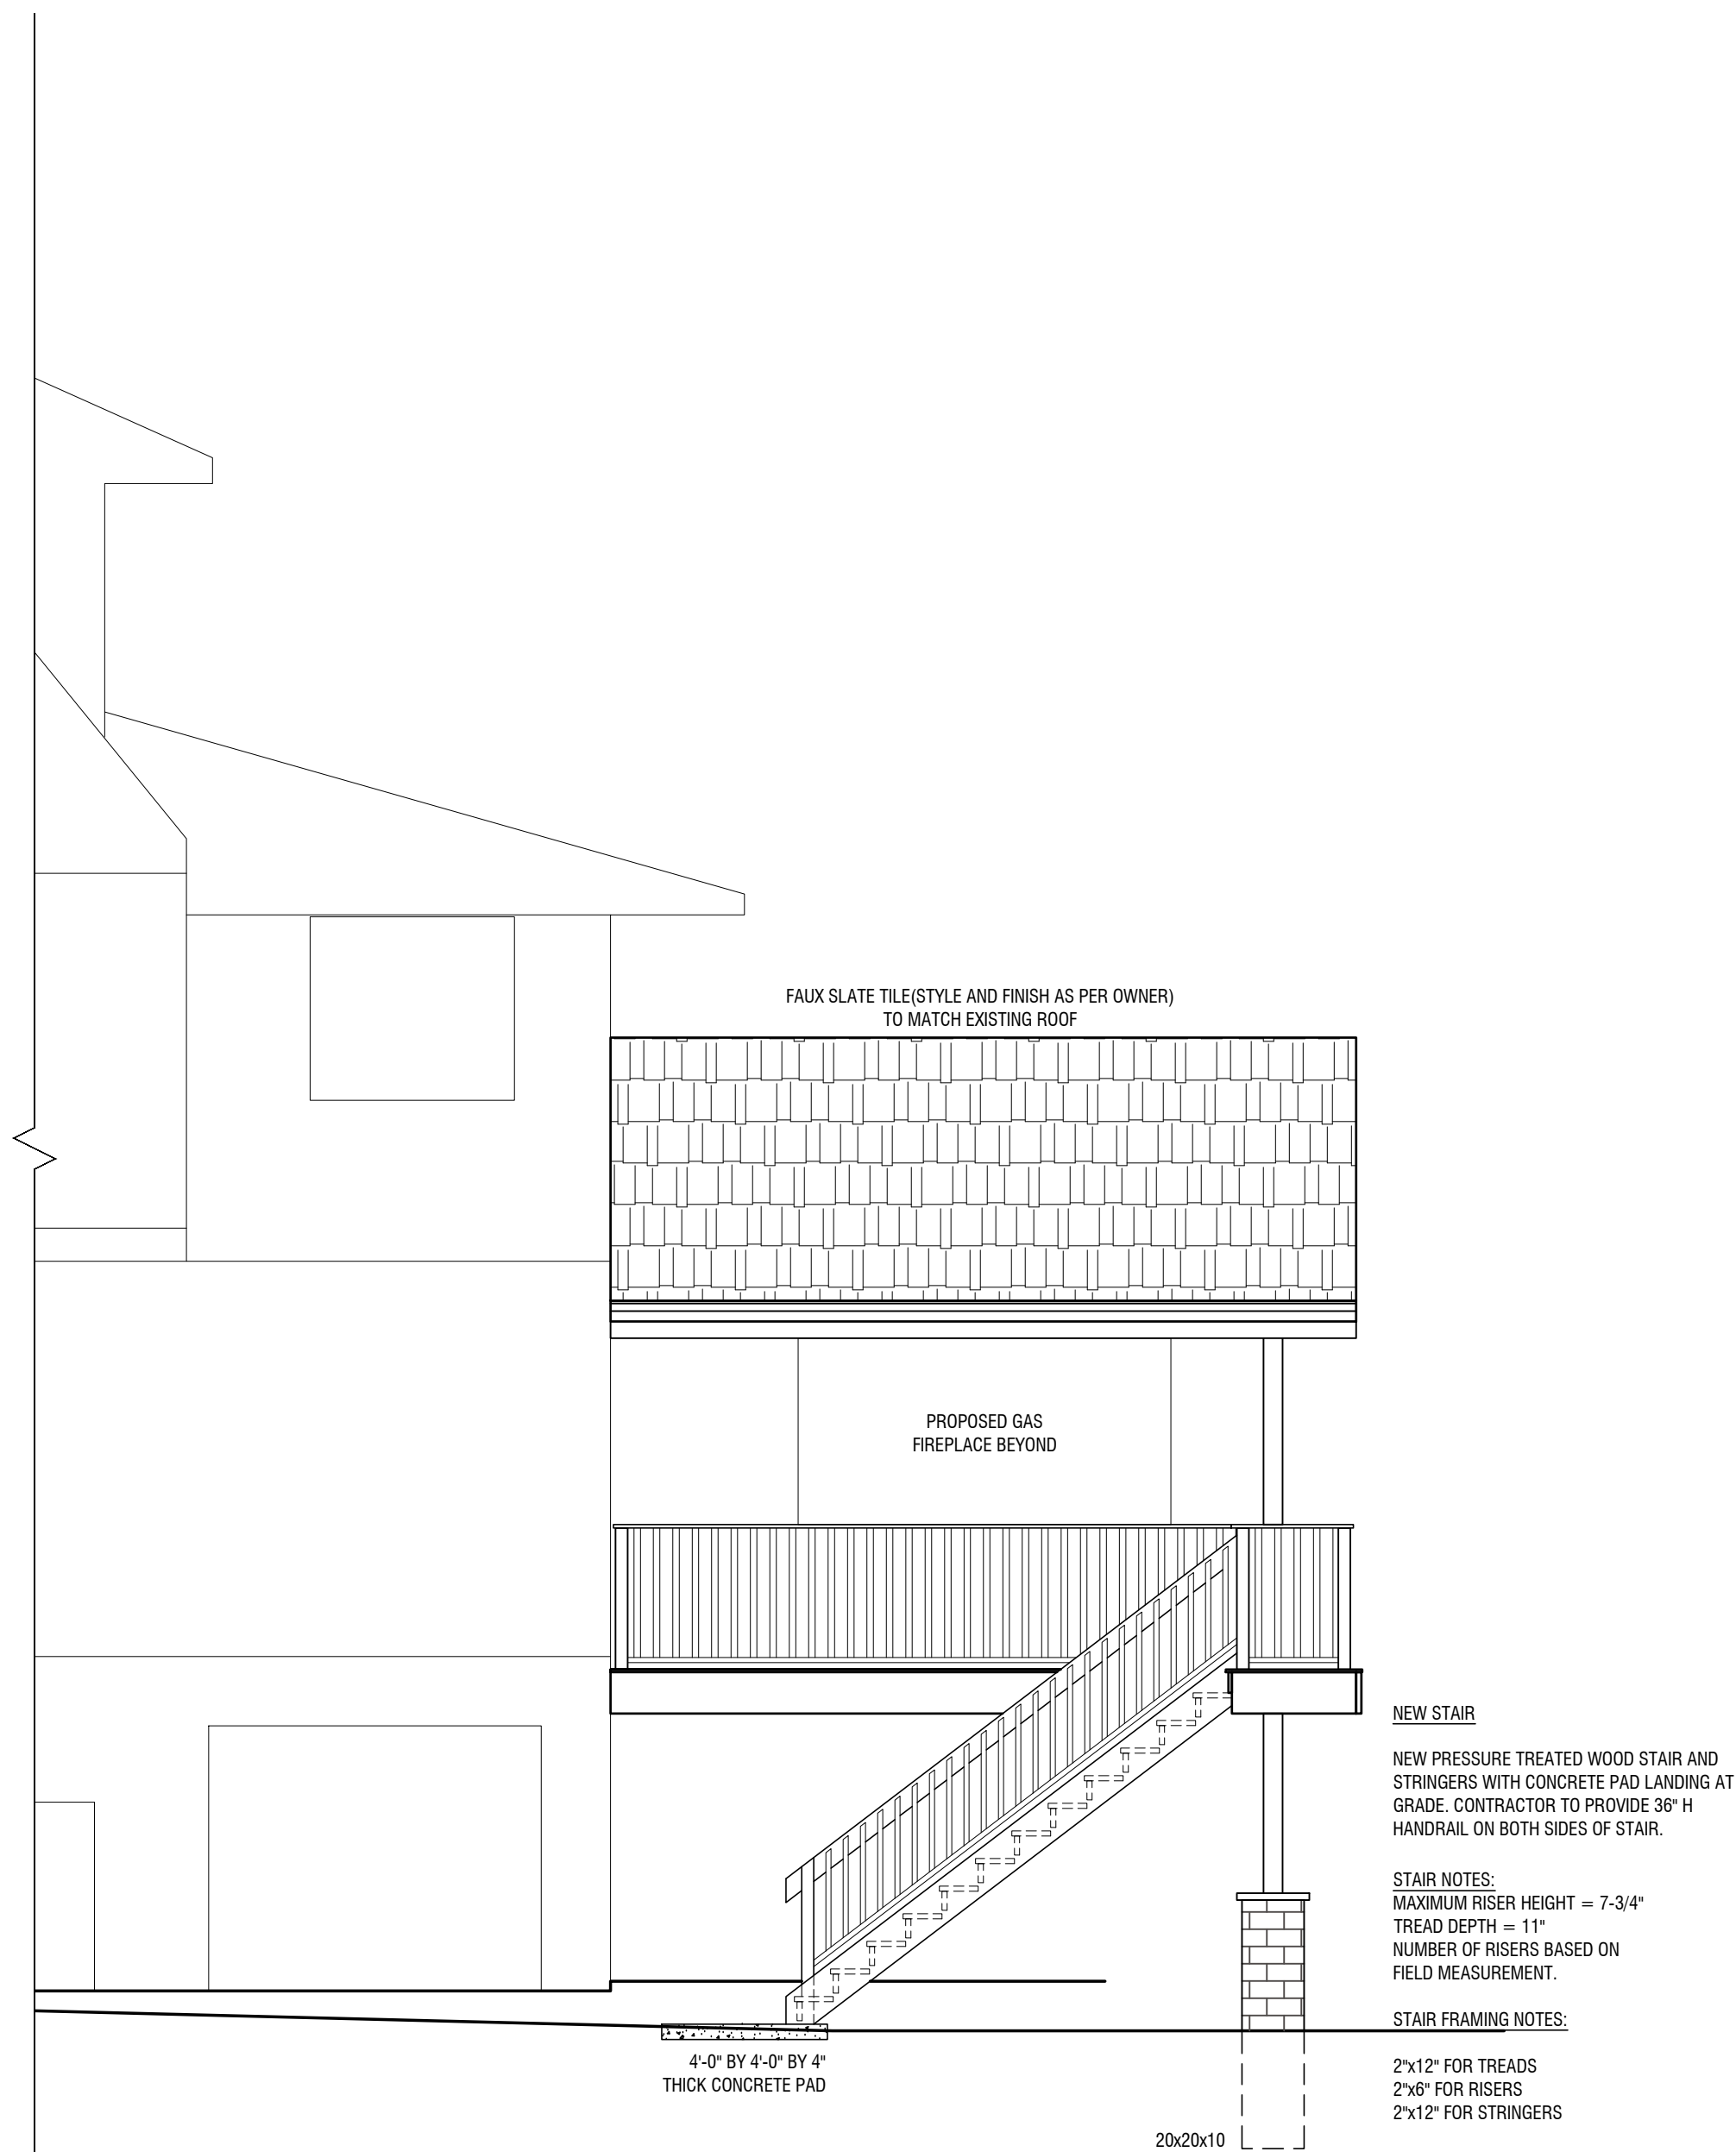 FAUX SLATE TILE(STYLE AND FINISH AS PER OWNER)
TO MATCH EXISTING ROOF
PROPOSED GAS
FIREPLACE BEYOND
NEW STAIR
NEW PRESSURE TREATED WOOD STAIR AND
STRINGERS WITH CONCRETE PAD LANDING AT
GRADE. CONTRACTOR TO PROVIDE 36" H
HANDRAIL ON BOTH SIDES OF STAIR.
STAIR NOTES:
MAXIMUM RISER HEIGHT = 7-3/4"
TREAD DEPTH = 11"
NUMBER OF RISERS BASED ON
FIELD MEASUREMENT.
STAIR FRAMING NOTES:
2"x12" FOR TREADS
2"x6" FOR RISERS
2"x12" FOR STRINGERS
4'-0" BY 4'-0" BY 4"
THICK CONCRETE PAD
20x20x10